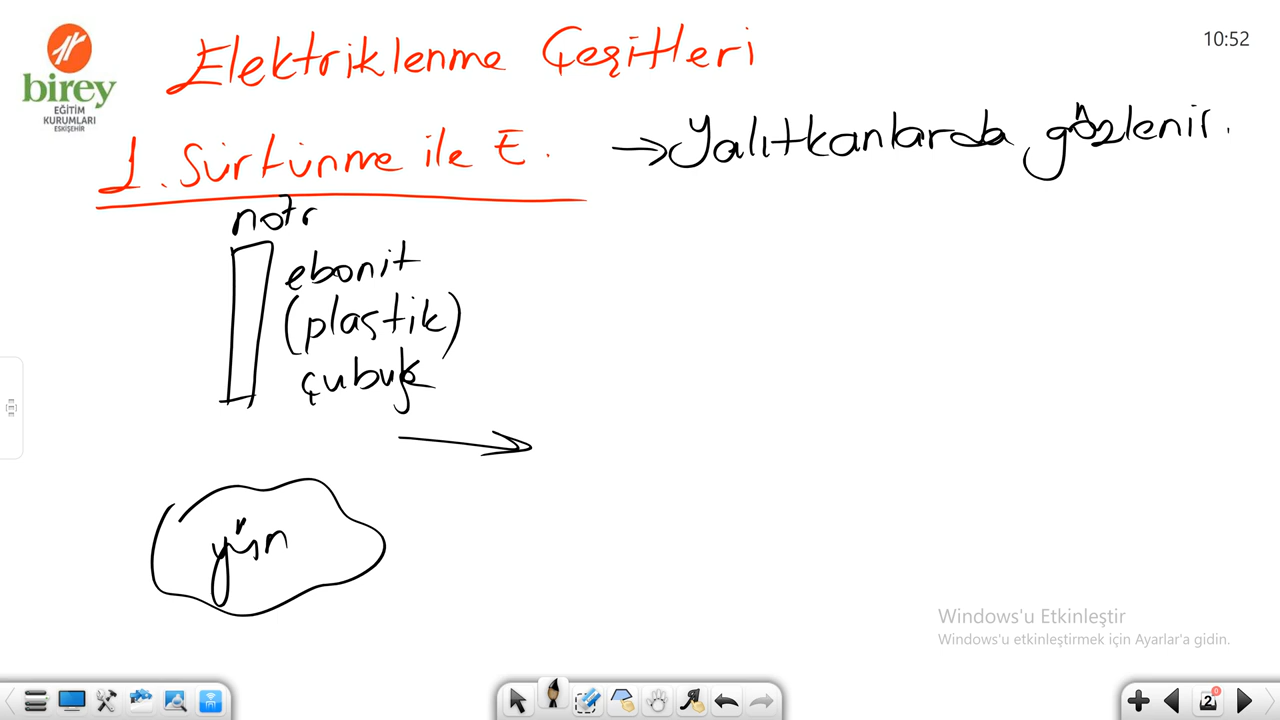 Elektriklenme Çeşitleri
10:52
birey
EĞİTİM
KURUMLARI
ESKİŞEHİR
1. Sürtünme ile E. → Yalıtkanlarda gözlenir.
nötr
ebonit
(plastik)
çubuk
yün
Windows'u Etkinleştir
Windows'u etkinleştirmek için Ayarlar'a gidin.
2